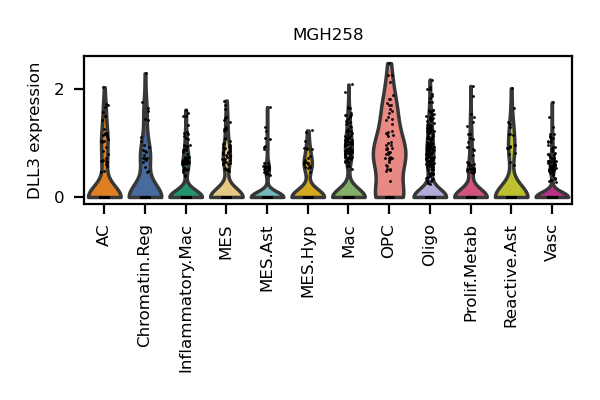 MGH258
DLL3 expression
2
0
AC
Chromatin.Reg
Inflammatory.Mac
MES
MES.Ast
MES.Hyp
Mac
OPC
Oligo
Prolif.Metab
Reactive.Ast
Vasc